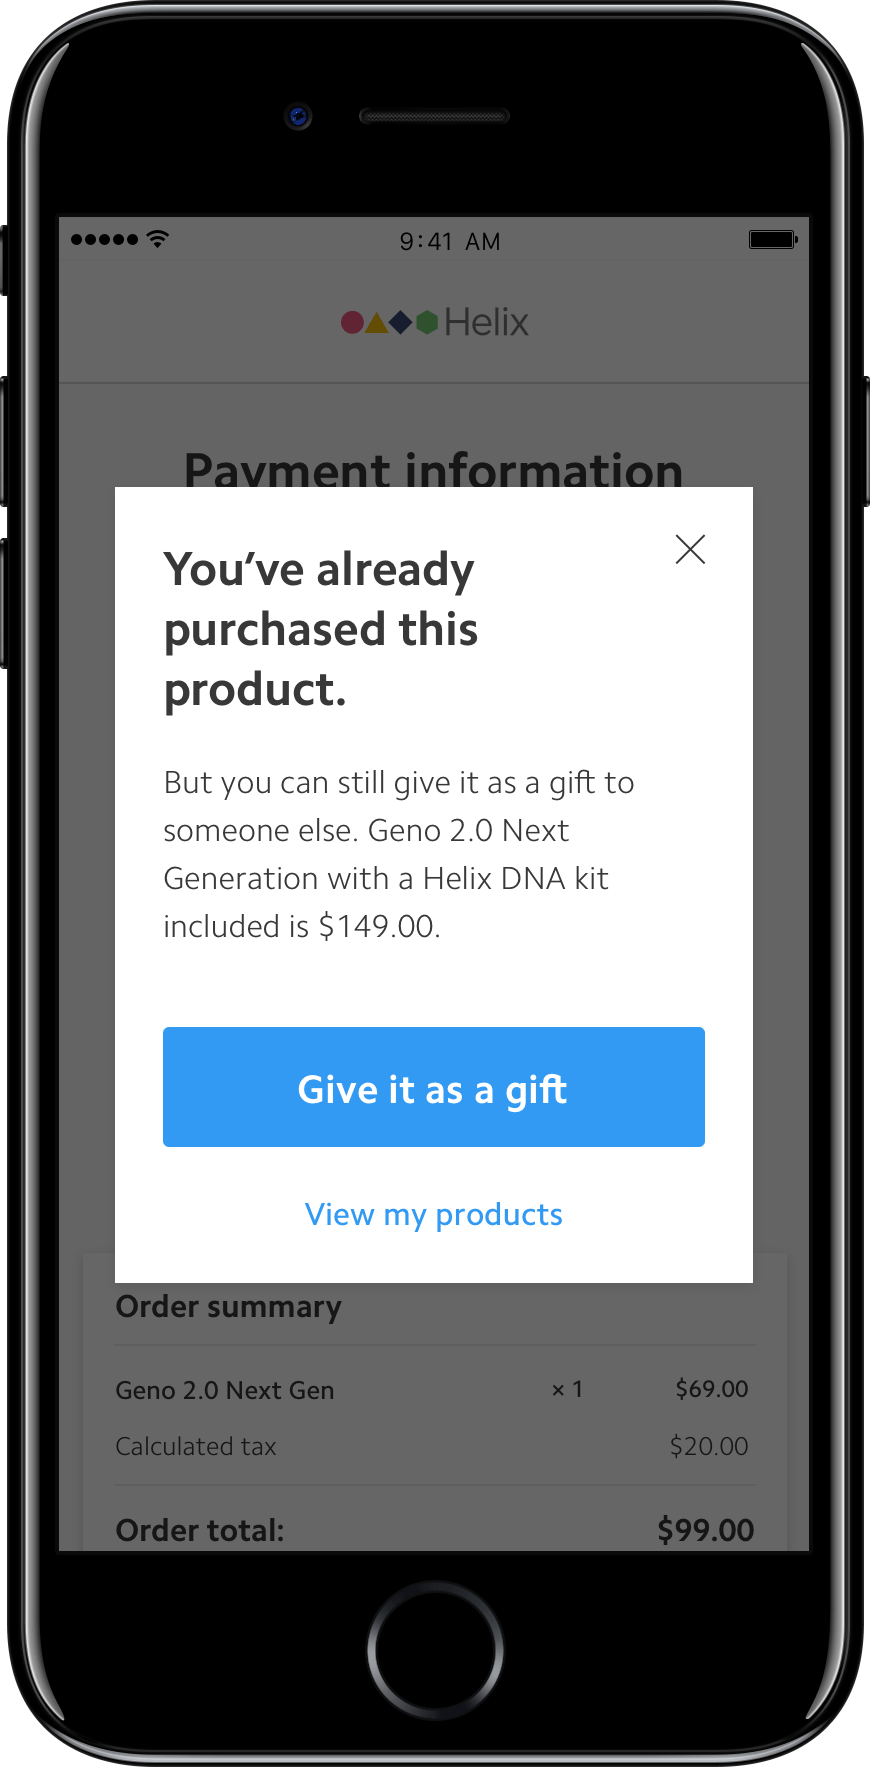 9:41 AM
Helix
Payment information
You’ve already
purchased this
product.
But you can still give it as a gift to
someone else. Geno 2.0 Next
Generation with a Helix DNA kit
included is $149.00.
Give it as a gift
View my products
Order summary
Geno 2.0 Next Gen × 1 $69.00
Calculated tax $20.00
Order total: $99.00